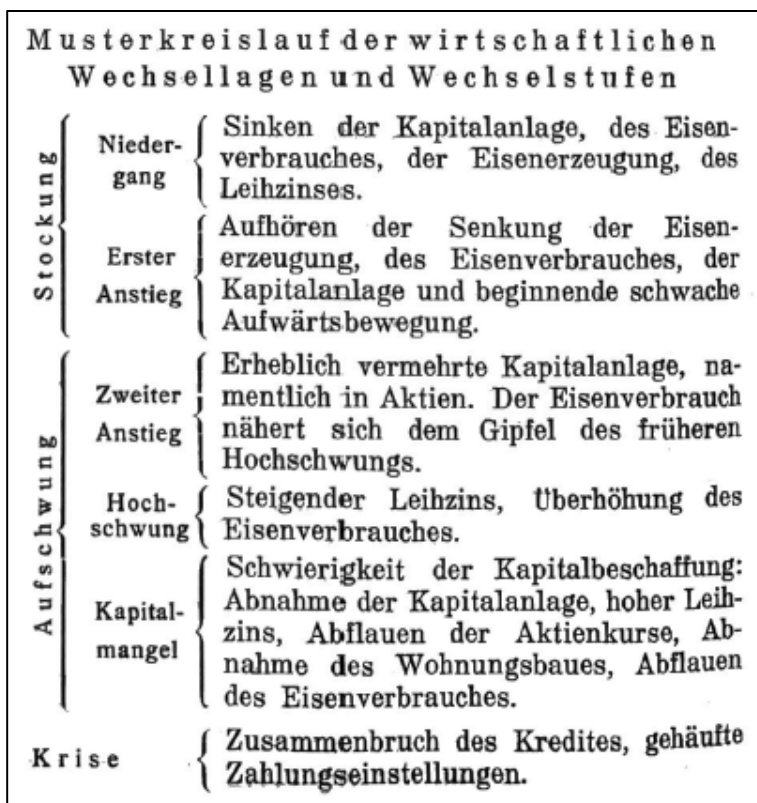 Musterkreislauf der wirtschaftlichen
Wechsellagen und Wechselstufen
Stockung
Nieder-
gang
Sinken der Kapitalanlage, des Eisen-
verbrauches, der Eisenerzeugung, des
Leihzinses.
Erster
Anstieg
Aufhören der Senkung der Eisen-
erzeugung, des Eisenverbrauches, der
Kapitalanlage und beginnende schwache
Aufwärtsbewegung.
Aufschwung
Zweiter
Anstieg
Erheblich vermehrte Kapitalanlage, na-
mentlich in Aktien. Der Eisenverbrauch
nähert sich dem Gipfel des früheren
Hochschwungs.
Hoch-
schwung
Steigender Leihzins, Überhöhung des
Eisenverbrauches.
Kapital-
mangel
Schwierigkeit der Kapitalbeschaffung:
Abnahme der Kapitalanlage, hoher Leih-
zins, Abflauen der Aktienkurse, Ab-
nahme des Wohnungsbaues, Abflauen
des Eisenverbrauches.
Krise
Zusammenbruch des Kredites, gehäufte
Zahlungseinstellungen.